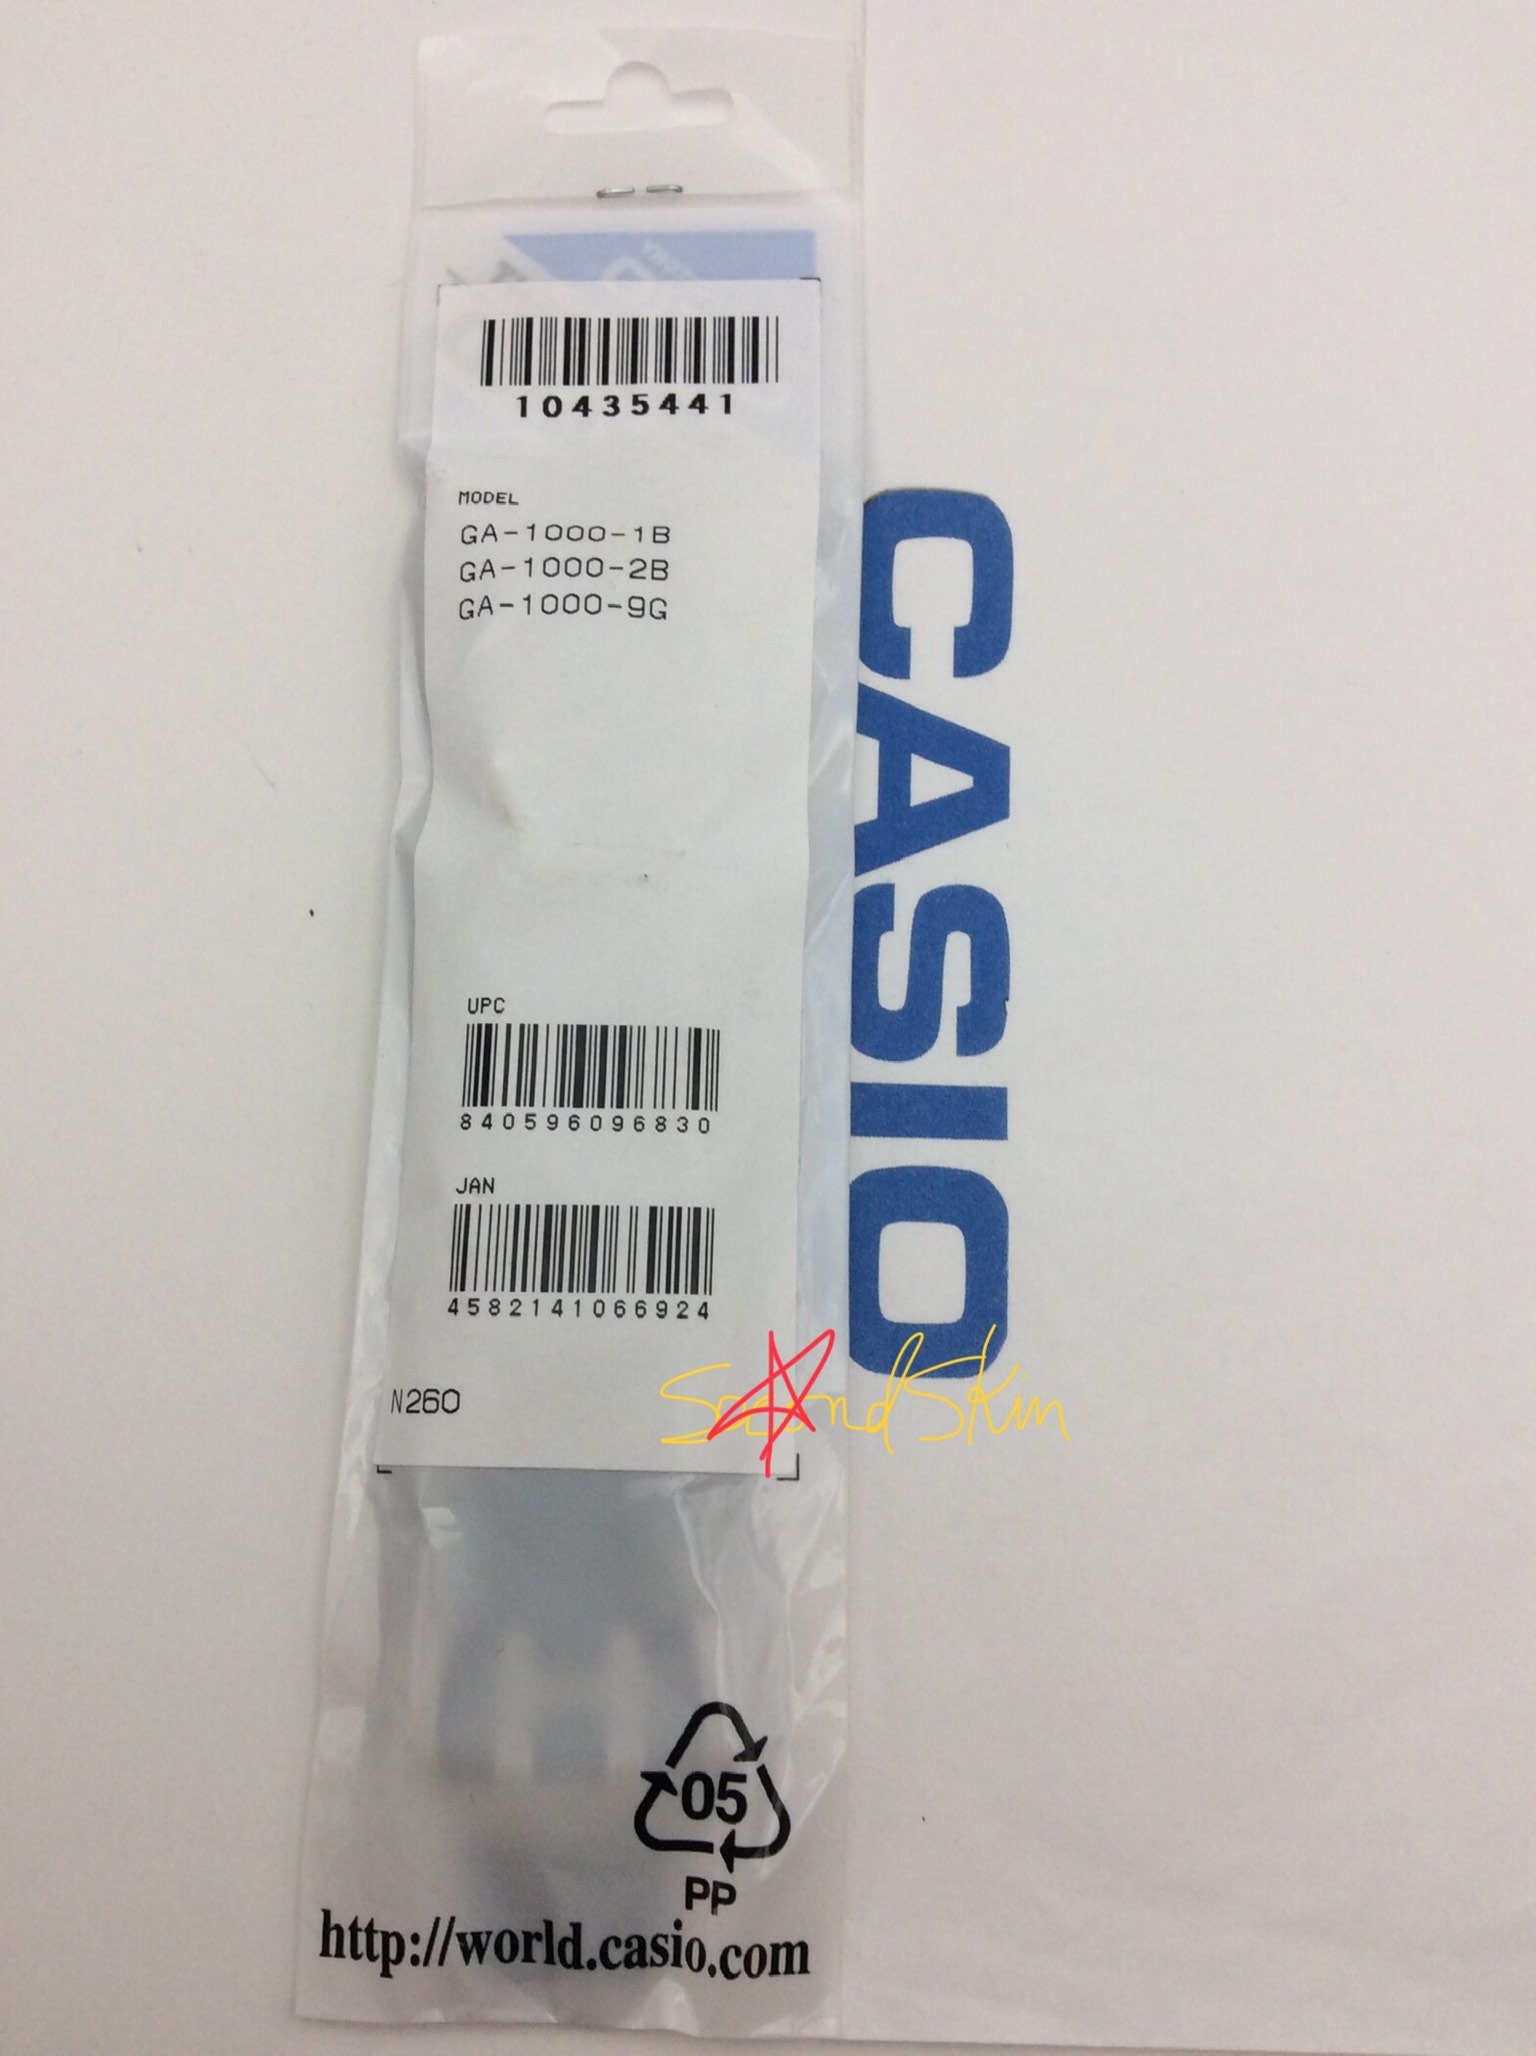 10435441
MODEL
GA-1000-1B
GA-1000-2B
GA-1000-9G
CASIO
UPC
840596096830
JAN
4582141066924
SecondSkin
N260
05
PP
http://world.casio.com